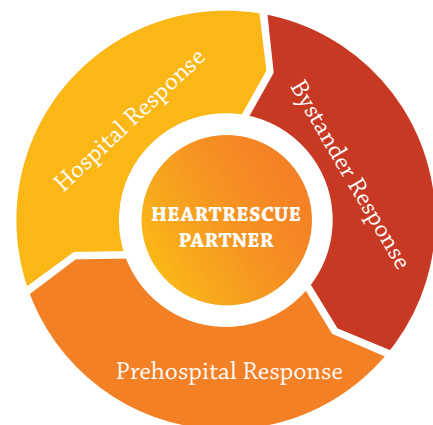 Hospital Response
Bystander Response
HEARTRESCUE
PARTNER
Prehospital Response